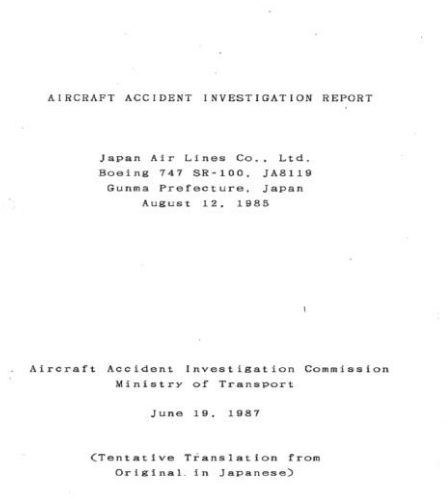 AIRCRAFT ACCIDENT INVESTIGATION REPORT
Japan Air Lines Co., Ltd.
Boeing 747 SR-100, JA8119
Gunma Prefecture, Japan
August 12, 1985
Aircraft Accident Investigation Commission
Ministry of Transport
June 19, 1987
(Tentative Translation from
Original in Japanese)